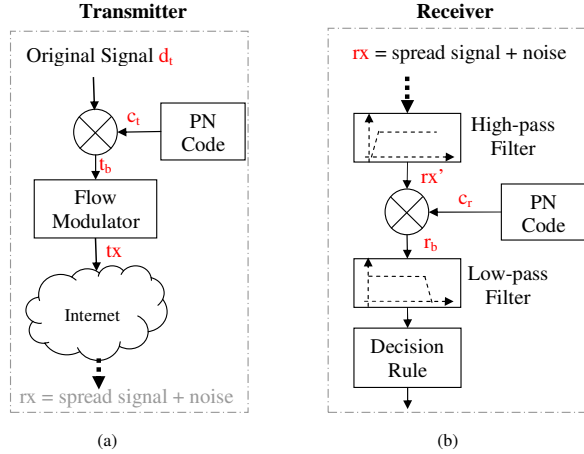 Transmitter
Original Signal dt
ct
PN
Code
tb
Flow
Modulator
tx
Internet
rx = spread signal + noise
(a)
Receiver
rx = spread signal + noise
High-pass
Filter
rx’
cr
PN
Code
rb
Low-pass
Filter
Decision
Rule
(b)